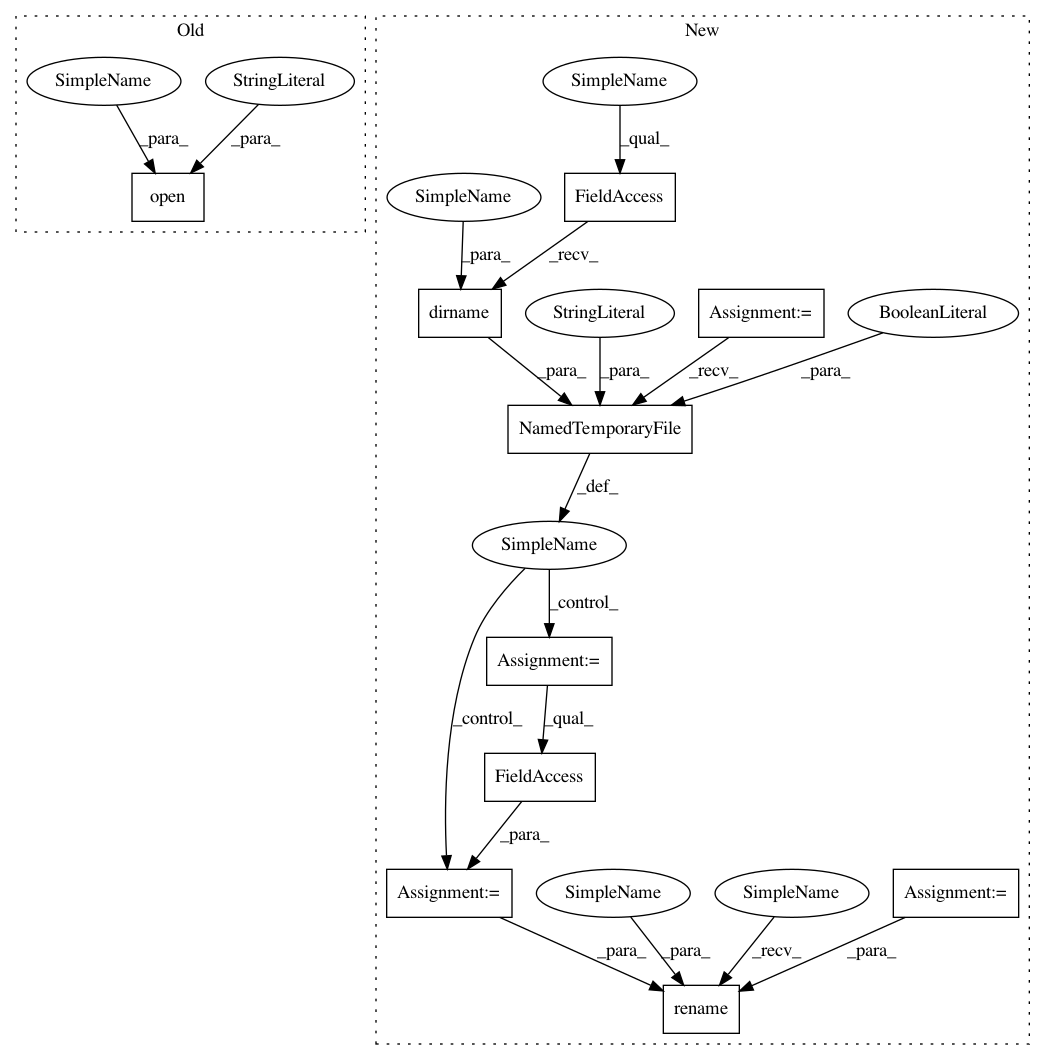 Old
New
SimpleName
StringLiteral
SimpleName
_para_
_para_
_qual_
open
SimpleName
FieldAccess
_para_
_recv_
dirname
StringLiteral
Assignment:=
BooleanLiteral
_para_
_para_
_recv_
_para_
NamedTemporaryFile
_def_
SimpleName
_control_
Assignment:=
_control_
_qual_
FieldAccess
_para_
Assignment:=
SimpleName
SimpleName
Assignment:=
_para_
_para_
_recv_
_para_
rename